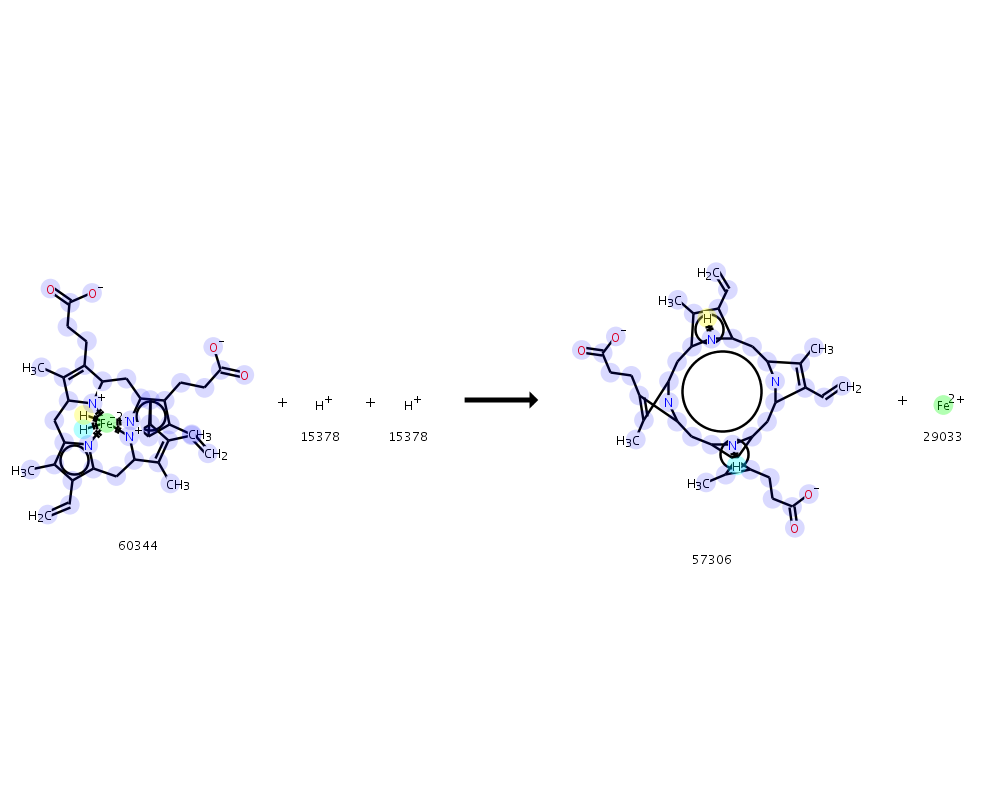 H₂C
H₃C
H
N
O
O⁻
CH₃
O
O⁻
N
CH₂
O⁻
O
H₃C
N⁺
H
H
Fe⁻²
N⁺
N
N
CH₃
CH₂
H₃C
CH₃
H₂C
+
H⁺
+
H⁺
15378
15378
N
H₃C
N
H
H₃C
O⁻
O
+
Fe²⁺
29033
60344
57306